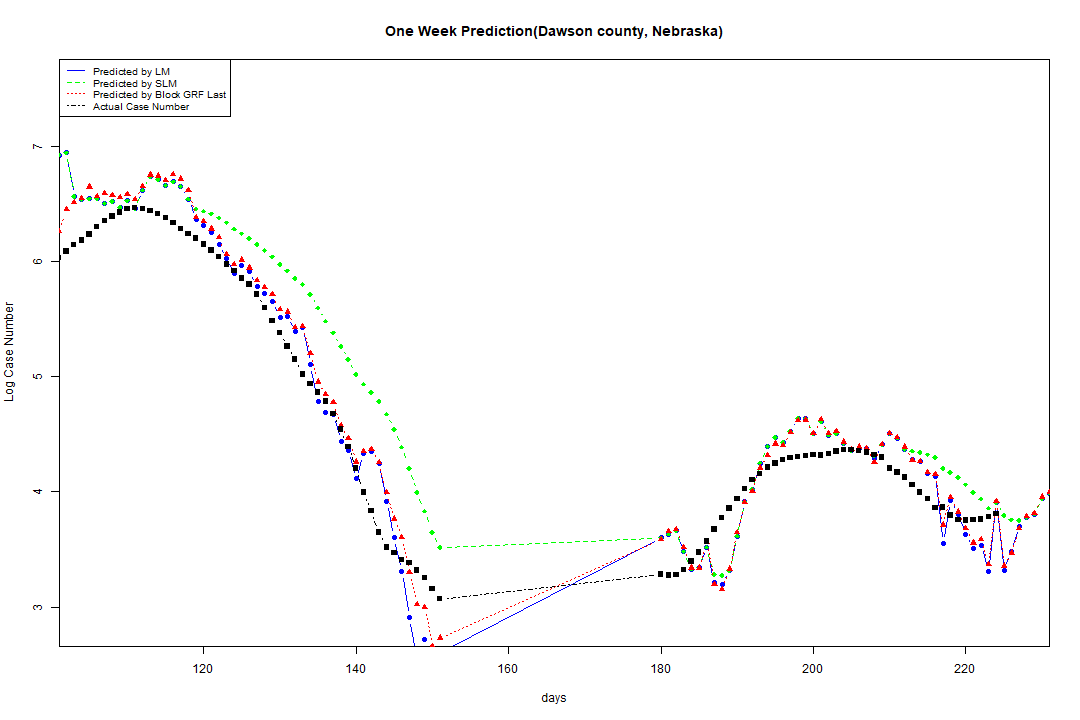 One Week Prediction(Dawson county, Nebraska)
Predicted by LM
Predicted by SLM
Predicted by Block GRF Last
Actual Case Number
7
6
5
4
3
Log Case Number
120 140 160 180 200 220
days